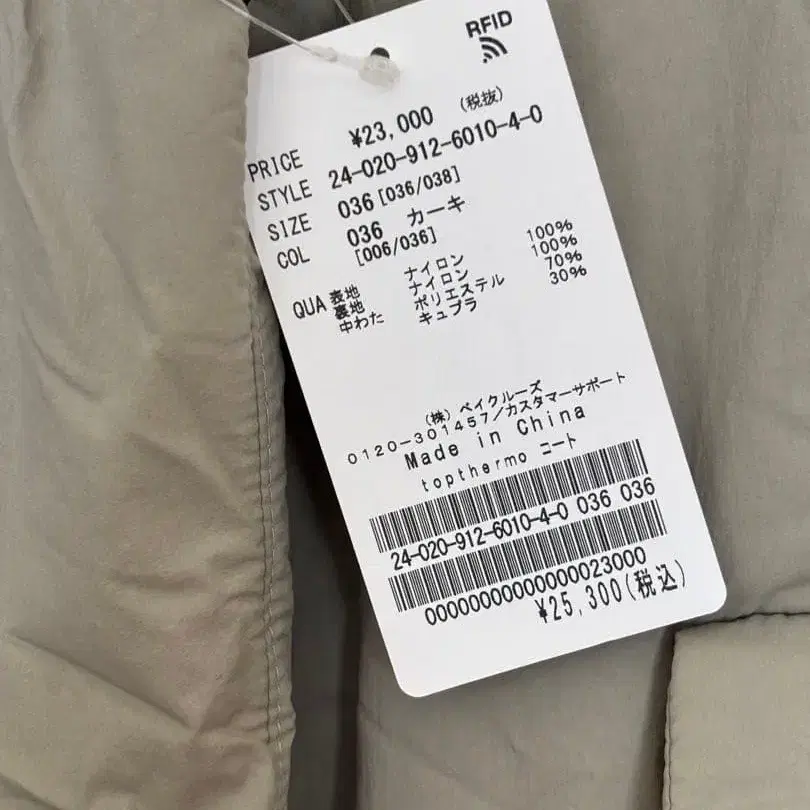 RFID
PRICE ¥23,000 (税抜)
STYLE 24-020-912-6010-4-0
SIZE 036 [036/038]
COL 036 カーキ
[006/036]
QUA 表地 ナイロン 100%
裏地 ナイロン 100%
中わた ポリエステル 70%
キュプラ 30%
(株) ベイクルーズ
0120-301457/カスタマーサポート
Made in China
topthermo コート
24-020-912-6010-4-0 036 036
00000000000000023000
¥25,300(税込)